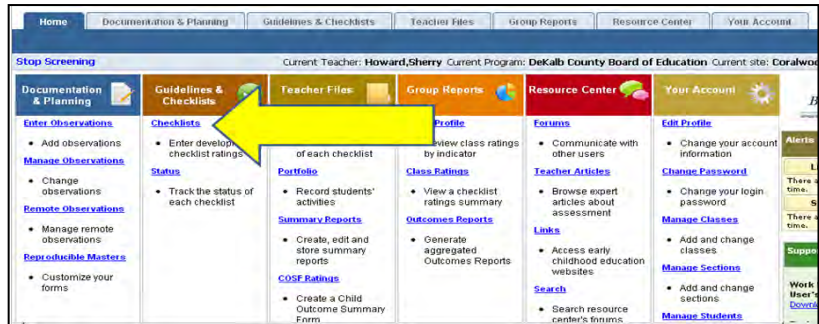 Home Documentation & Planning Guidelines & Checklists Teacher Files Group Reports Resource Center Your Account
Stop Screening Current Teacher: Howard,Sherry Current Program: DeKalb County Board of Education Current site:
Documentation & Planning
Enter Observations
• Add observations
Manage Observations
• Change observations
Remote Observations
• Manage remote observations
Reproducible Masters
• Customize your forms
Guidelines & Checklists
Checklists
• Enter
checklist ratings
Status
• Track the status of each checklist
Teacher Files
of each checklist
Portfolio
• Record students' activities
Summary Reports
• Create, edit and store summary reports
COSF Ratings
• Create a Child Outcome Summary Form
Group Reports
Profile
class ratings by indicator
Class Ratings
• View a checklist ratings summary
Outcomes Reports
• Generate aggregated Outcomes Reports
Resource Center
Forums
• Communicate with other users
Teacher Articles
• Browse expert articles about assessment
Links
• Access early childhood education websites
Search
• Search resource center's forums
Your Account
Edit Profile
• Change your account information
Change Password
• Change your login password
Manage Classes
• Add and change classes
Manage Sections
• Add and change sections
Manage Students
Alerts
There
time.
There
time.
Work
User's